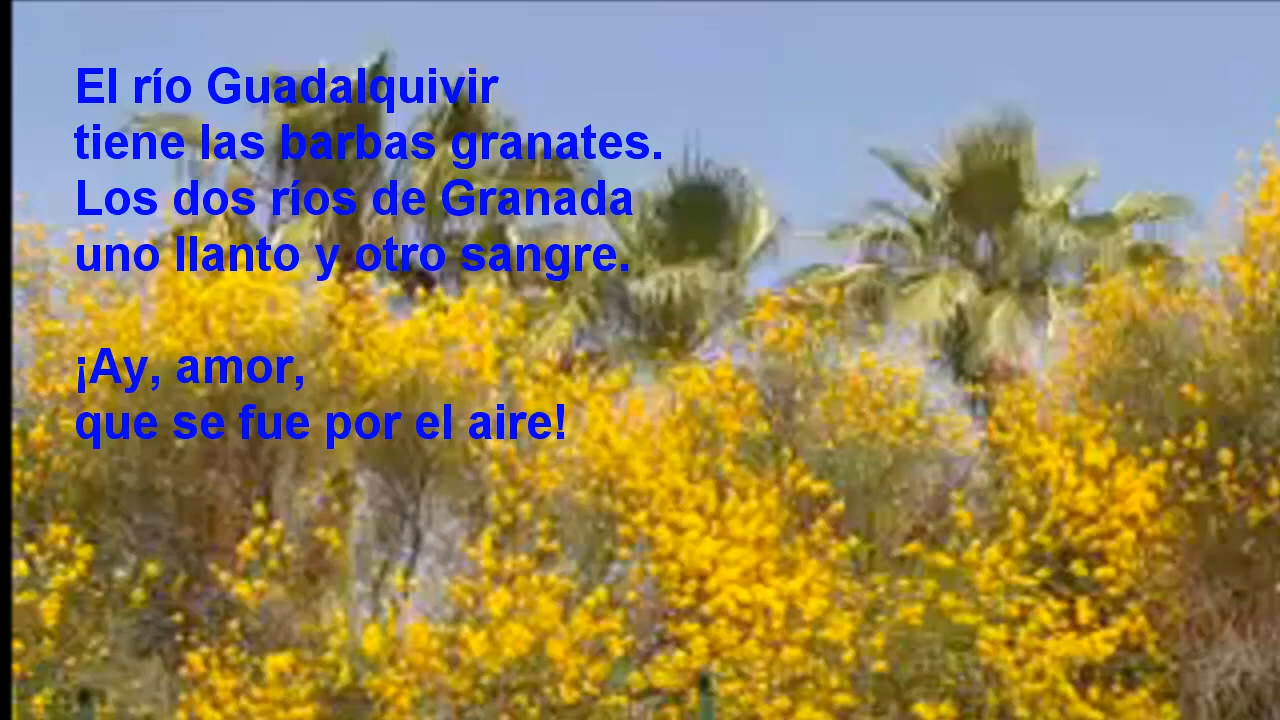 El río Guadalquivir
tiene las barbas granates.
Los dos ríos de Granada
uno llanto y otro sangre.
¡Ay, amor,
que se fue por el aire!